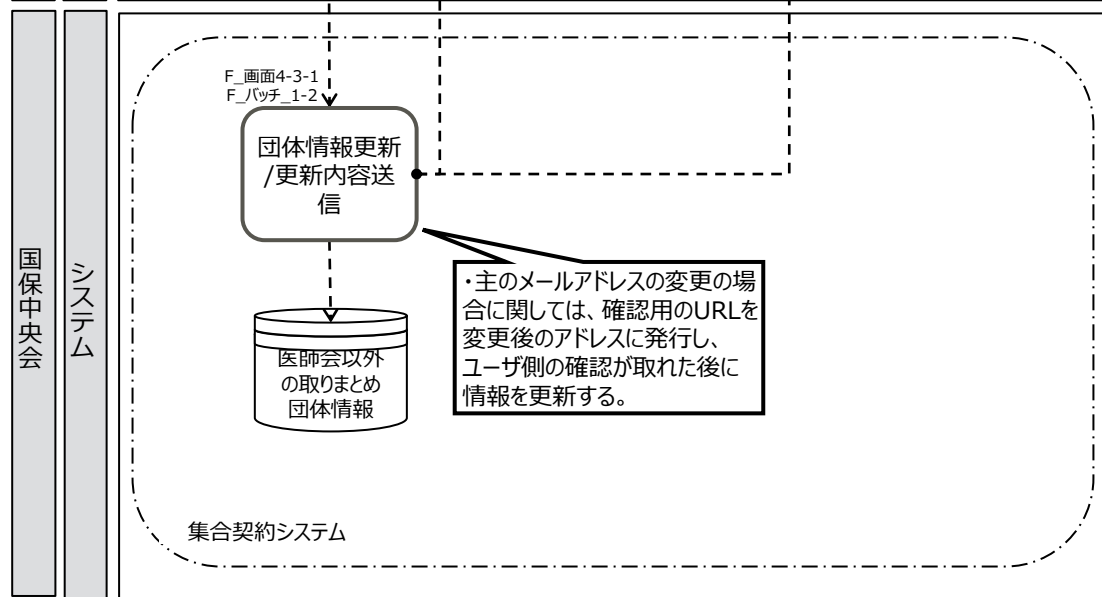 F_画面4-3-1
F_バッチ_1-2
団体情報更新
/更新内容送
信
・主のメールアドレスの変更の場
合に関しては、確認用のURLを
変更後のアドレスに発行し、
ユーザ側の確認が取れた後に
情報を更新する。
医師会以外
の取りまとめ
団体情報
集合契約システム
国保中央会
システム